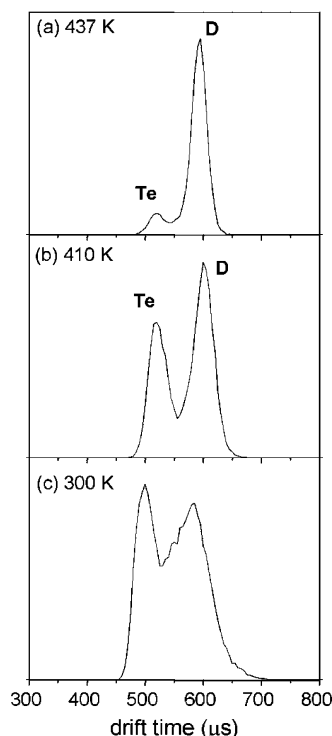 (a) 437 K
D
Te
(b) 410 K
Te
D
(c) 300 K
300 400 500 600 700 800
drift time (μs)